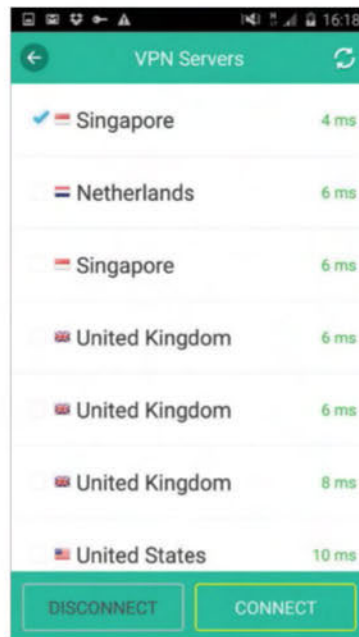 16:18
VPN Servers
Singapore 4 ms
Netherlands 6 ms
Singapore 6 ms
United Kingdom 6 ms
United Kingdom 6 ms
United Kingdom 8 ms
United States 10 ms
DISCONNECT CONNECT